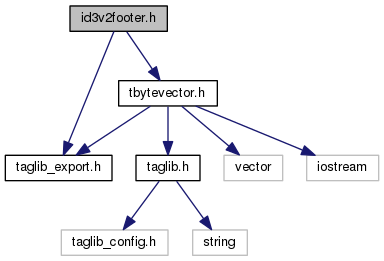 id3v2footer.h
tbytevector.h
taglib_export.h
taglib.h
vector
iostream
taglib_config.h
string